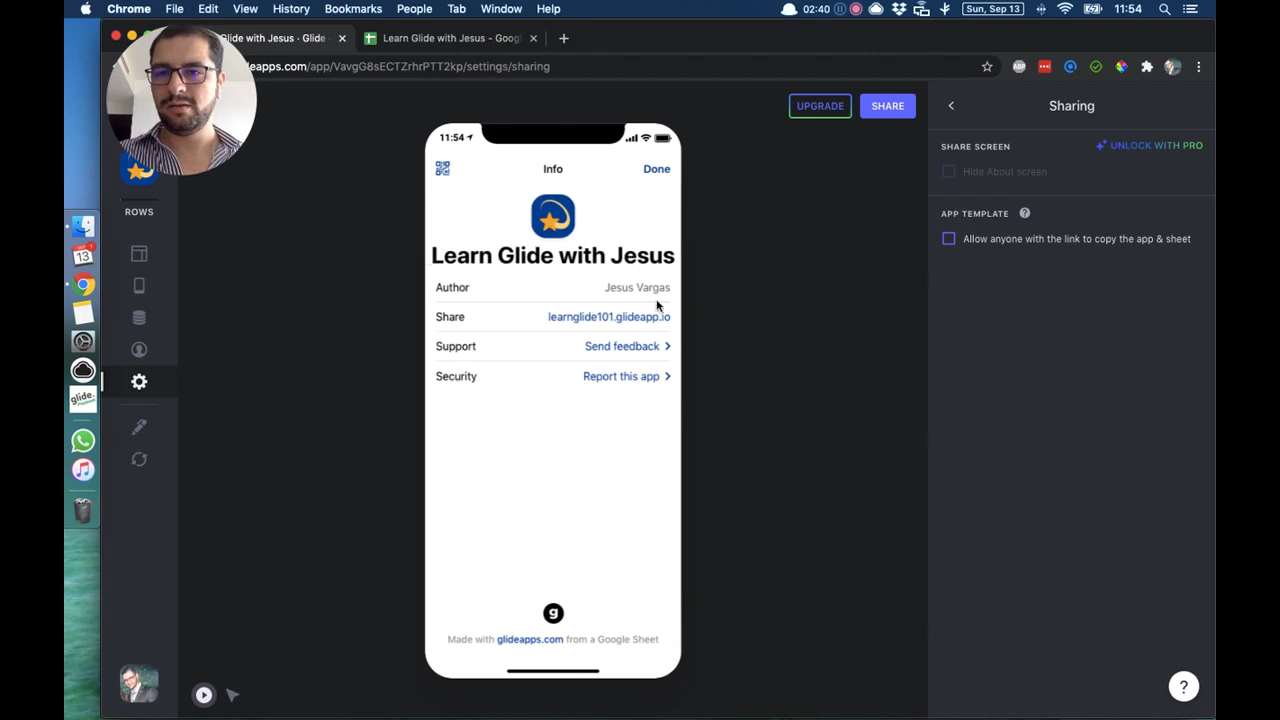 Chrome File Edit View History Bookmarks People Tab Window Help 02:40 Sun, Sep 13 11:54
Glide with Jesus · Glide
Learn Glide with Jesus - Goog
deapps.com/app/VavgG8sECTZrhrPTT2kp/settings/sharing
UPGRADE SHARE Sharing
11:54
SHARE SCREEN UNLOCK WITH PRO
Info Done
Hide About screen
ROWS
APP TEMPLATE ?
Allow anyone with the link to copy the app & sheet
Learn Glide with Jesus
Author Jesus Vargas
Share learnglide101.glideapp.io
Support Send feedback
Security Report this app
SEP
13
glide
g
Made with glideapps.com from a Google Sheet
?